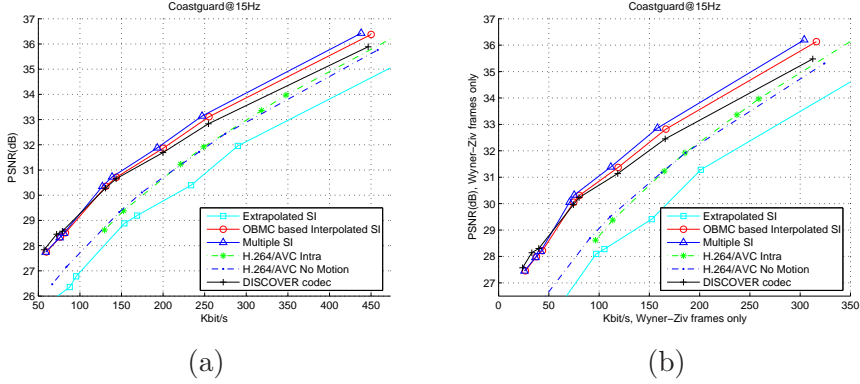 Coastguard@15Hz
37
36
35
34
33
32
31
30
29
28
27
26
50 100 150 200 250 300 350 400 450
PSNR(dB)
Kbit/s
Extrapolated SI
OBMC based Interpolated SI
Multiple SI
H.264/AVC Intra
H.264/AVC No Motion
DISCOVER codec
(a)
Coastguard@15Hz
37
36
35
34
33
32
31
30
29
28
27
0 50 100 150 200 250 300 350
PSNR(dB), Wyner−Ziv frames only
Kbit/s, Wyner−Ziv frames only
Extrapolated SI
OBMC based Interpolated SI
Multiple SI
H.264/AVC Intra
H.264/AVC No Motion
DISCOVER codec
(b)